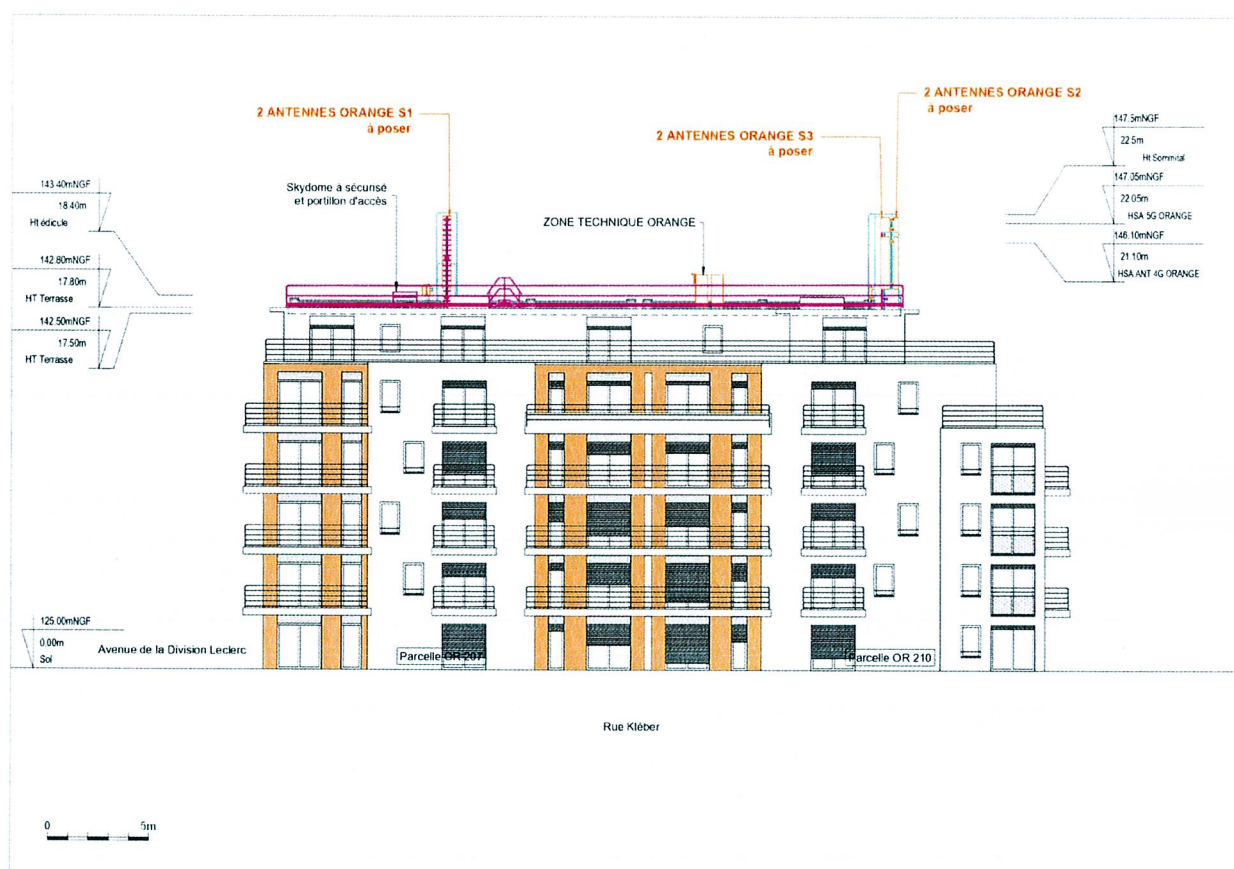 2 ANTENNES ORANGE S1
à poser
2 ANTENNES ORANGE S2
à poser
2 ANTENNES ORANGE S3
à poser
Skydome à sécurisé
et portillon d'accès
ZONE TECHNIQUE ORANGE
143.40mNGF
18.40m
Ht édicule
142.80mNGF
17.80m
HT Terrasse
142.50mNGF
17.50m
HT Terrasse
147.5mNGF
22.5m
Ht Sommital
147.05mNGF
22.05m
HSA 5G ORANGE
146.10mNGF
21.10m
HSA ANT 4G ORANGE
125.00mNGF
0.00m
Sol
Avenue de la Division Leclerc
Parcelle OR 207
Parcelle OR 210
Rue Kléber
0 5m